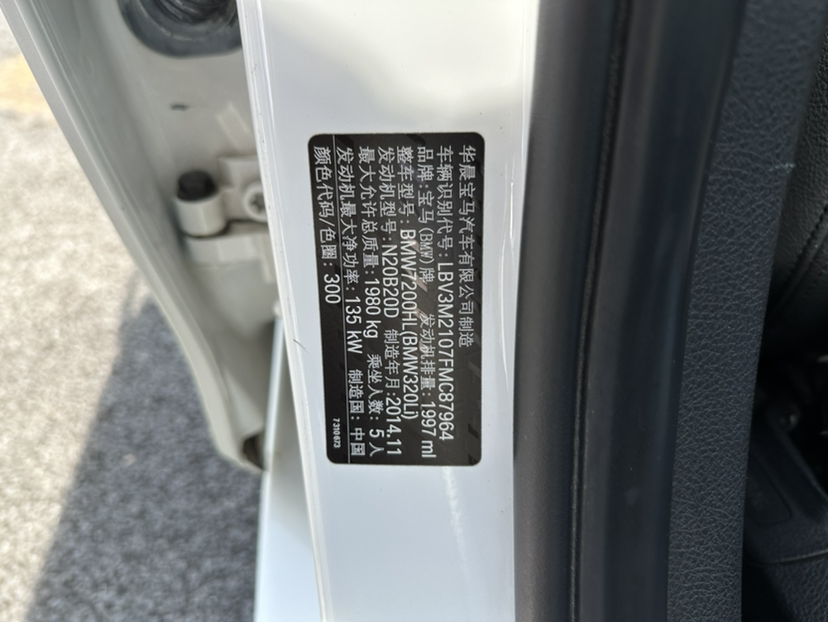 华晨宝马汽车有限公司制造
车辆识别代号: LBV3M2107FMC87964
品牌: 宝马(BMW)牌 发动机排量: 1997 ml
整车型号: BMW7200HL(BMW320Li)
发动机型号: N20B20D 制造年月: 2014.11
最大允许总质量: 1980 kg 乘坐人数: 5 人
发动机最大净功率: 135 kW 制造国: 中国
颜色代码/色圈: 300
7310673